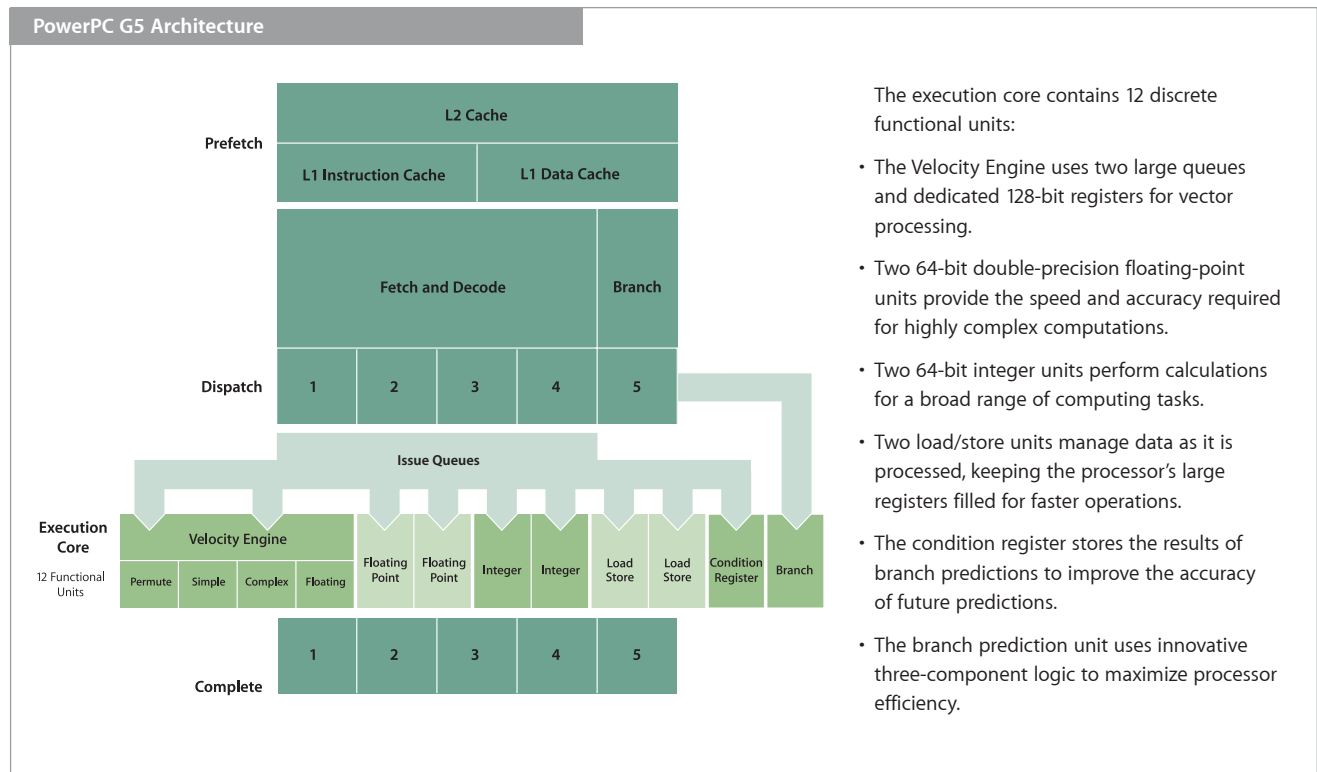 PowerPC G5 Architecture
L2 Cache
Prefetch
L1 Instruction Cache
L1 Data Cache
Fetch and Decode
Branch
Dispatch
1
2
3
4
5
Issue Queues
Execution
Core
12 Functional
Units
Velocity Engine
Permute
Simple
Complex
Floating
Floating
Point
Floating
Point
Integer
Integer
Load
Store
Load
Store
Condition
Register
Branch
1
2
3
4
5
Complete
The execution core contains 12 discrete
functional units:
• The Velocity Engine uses two large queues
and dedicated 128-bit registers for vector
processing.
• Two 64-bit double-precision floating-point
units provide the speed and accuracy required
for highly complex computations.
• Two 64-bit integer units perform calculations
for a broad range of computing tasks.
• Two load/store units manage data as it is
processed, keeping the processor’s large
registers filled for faster operations.
• The condition register stores the results of
branch predictions to improve the accuracy
of future predictions.
• The branch prediction unit uses innovative
three-component logic to maximize processor
efficiency.